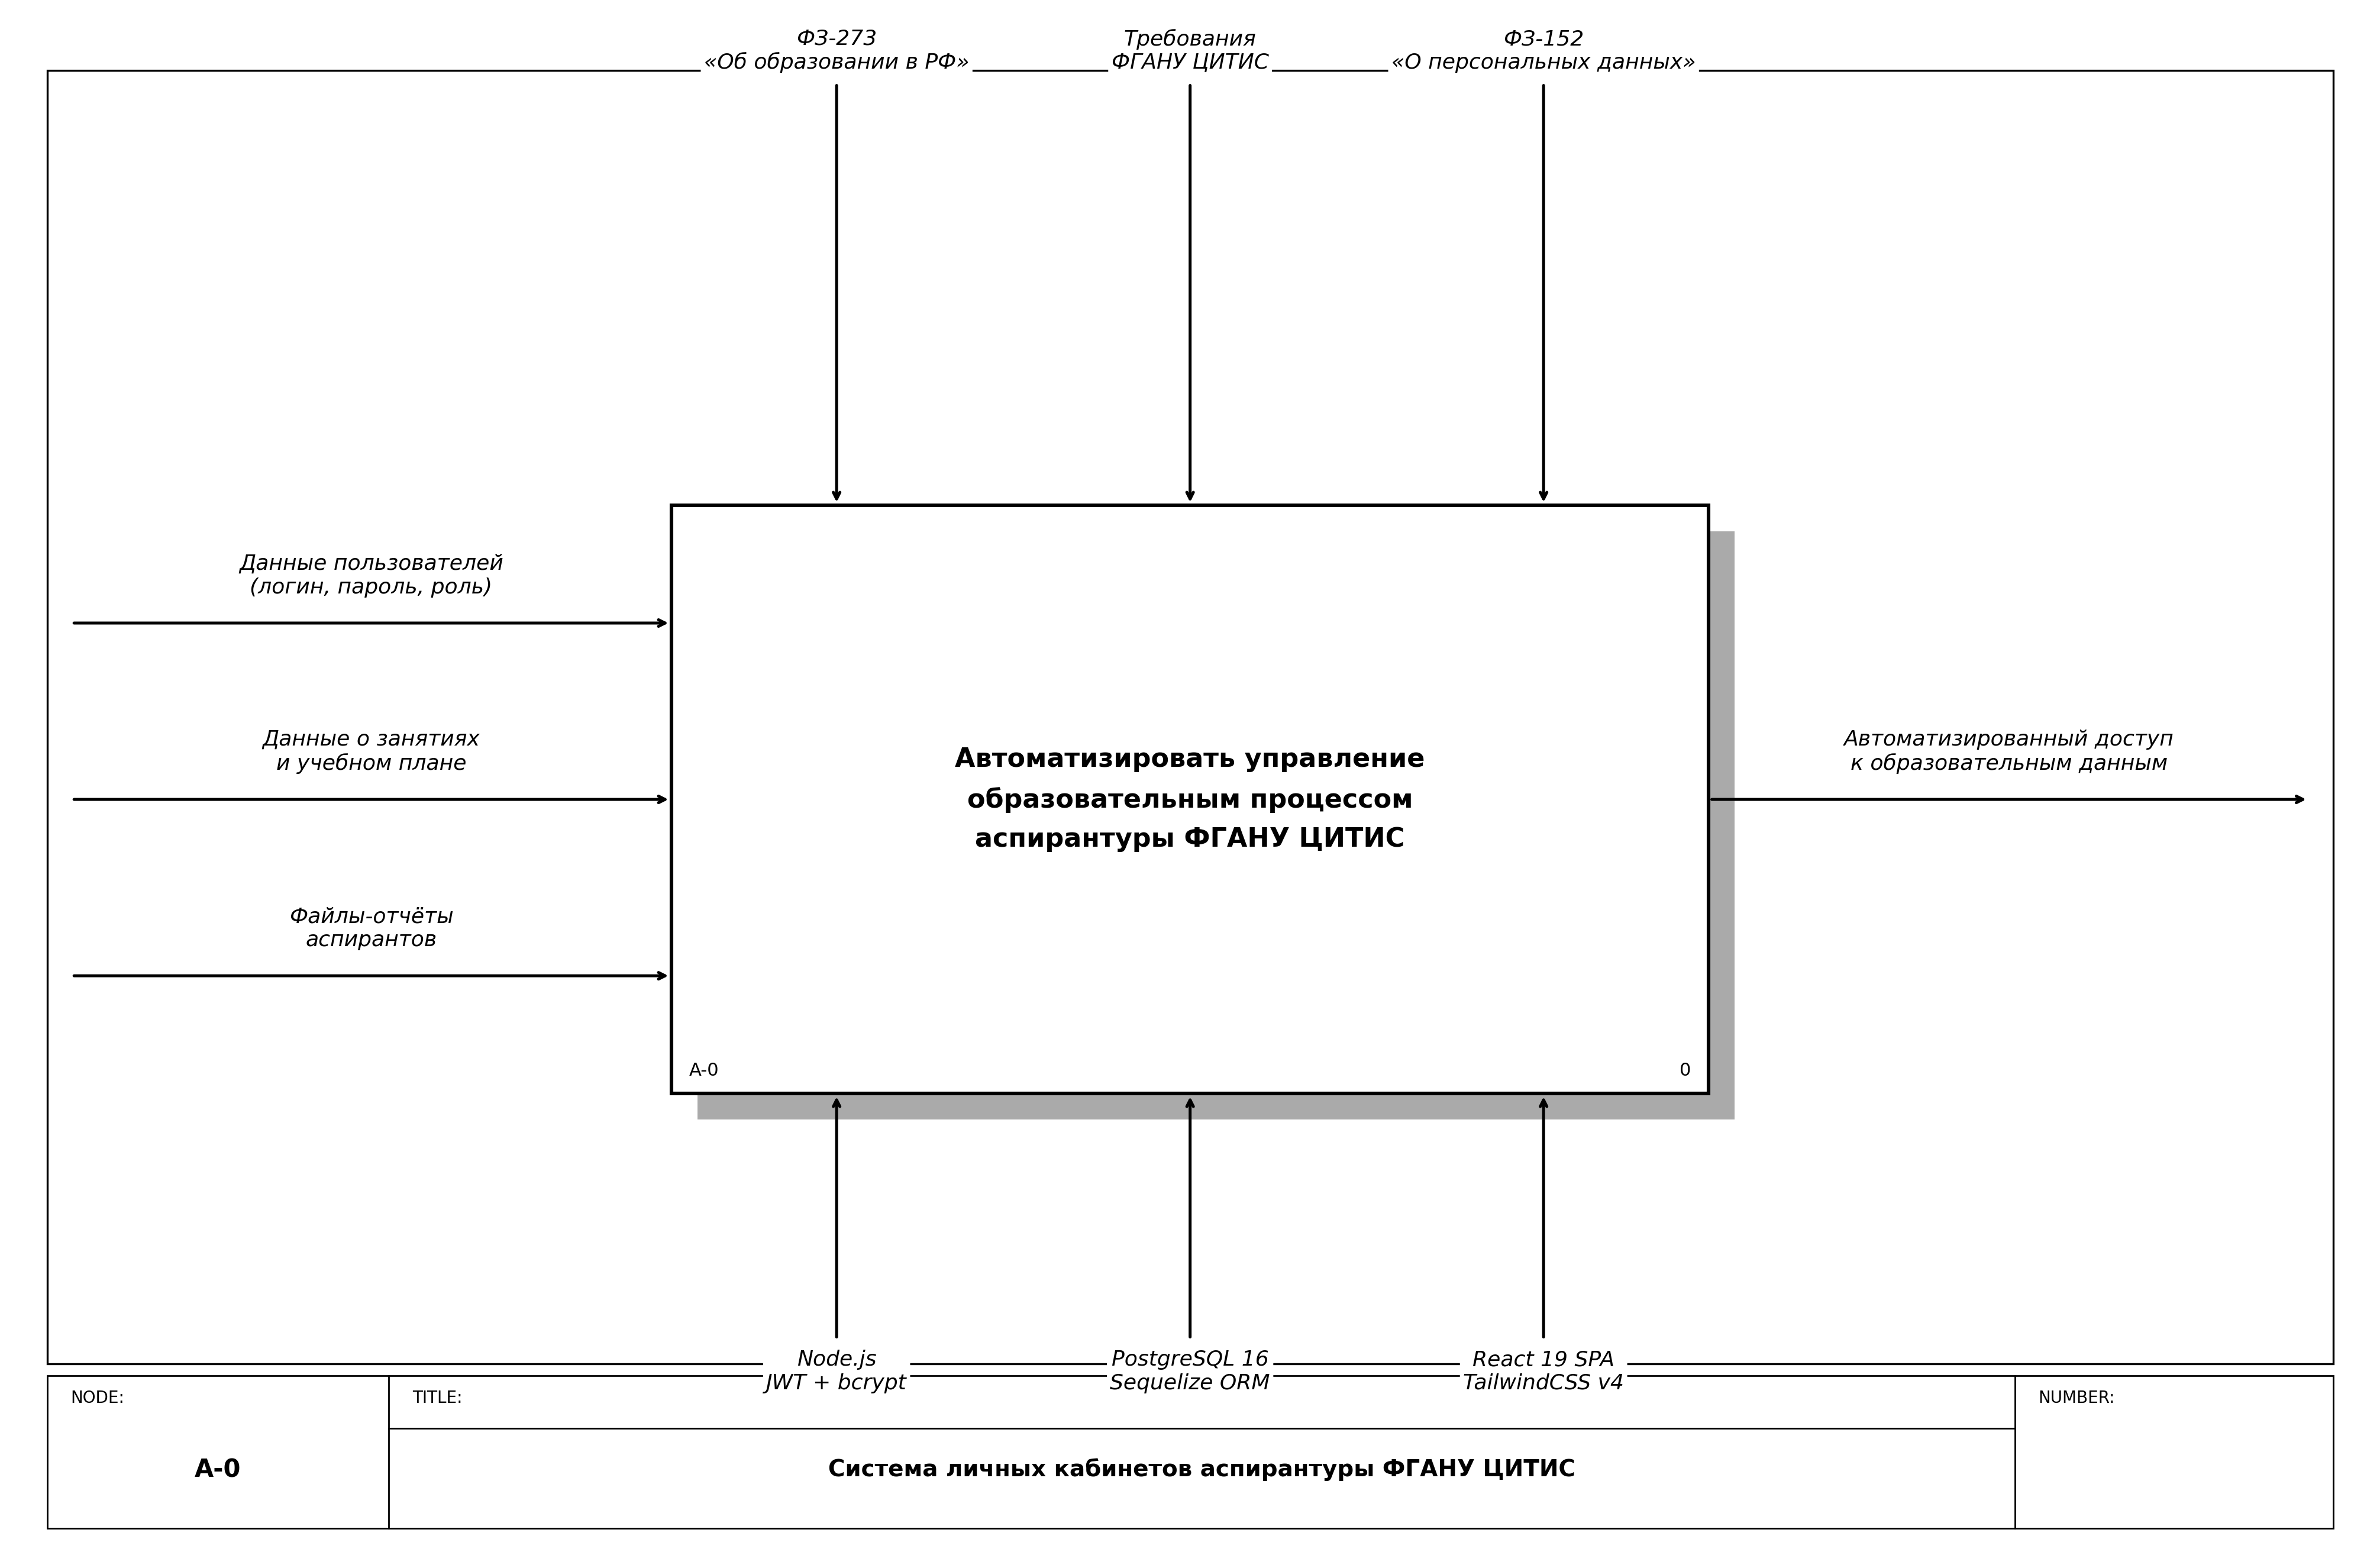 ФЗ-273
«Об образовании в РФ»
Требования
ФГАНУ ЦИТИС
ФЗ-152
«О персональных данных»
Данные пользователей
(логин, пароль, роль)
Данные о занятиях
и учебном плане
Файлы-отчёты
аспирантов
Автоматизировать управление
образовательным процессом
аспирантуры ФГАНУ ЦИТИС
А-0
0
Автоматизированный доступ
к образовательным данным
Node.js
JWT + bcrypt
PostgreSQL 16
Sequelize ORM
React 19 SPA
TailwindCSS v4
NODE:
А-0
TITLE:
Система личных кабинетов аспирантуры ФГАНУ ЦИТИС
NUMBER: